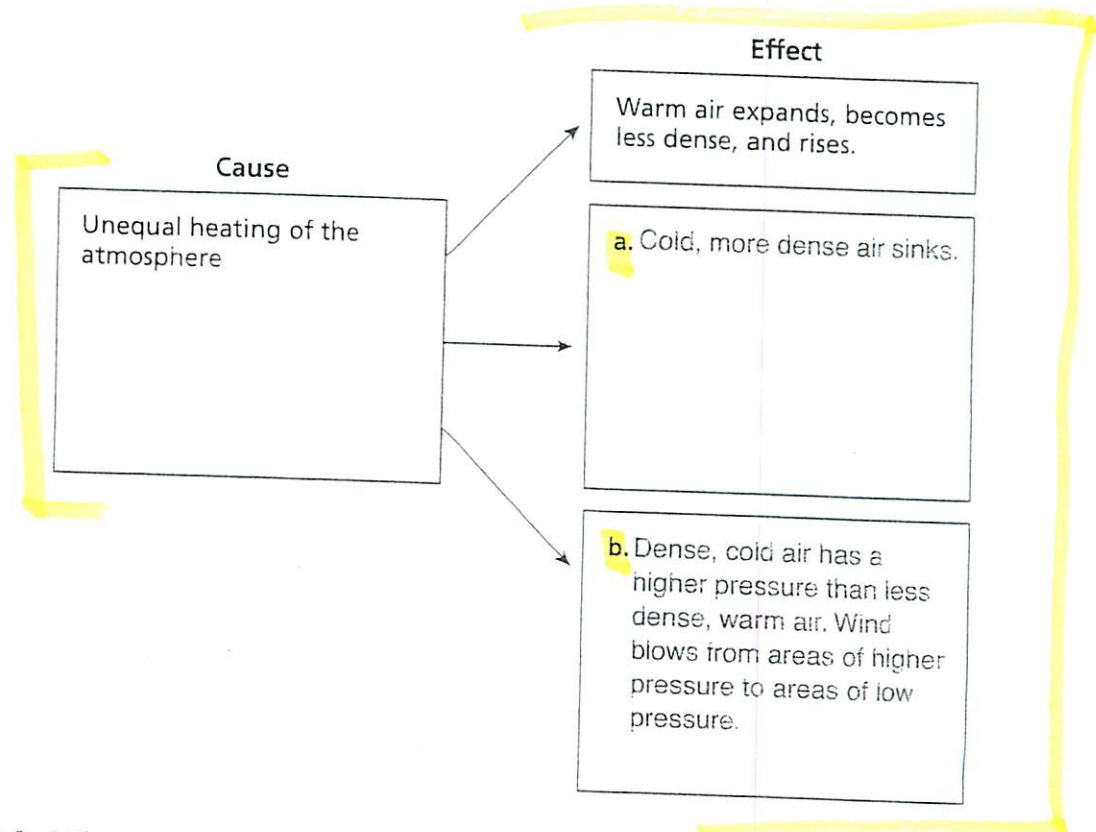 Cause
Unequal heating of the
atmosphere
Effect
Warm air expands, becomes
less dense, and rises.
a. Cold, more dense air sinks.
b. Dense, cold air has a
higher pressure than less
dense, warm air. Wind
blows from areas of higher
pressure to areas of low
pressure.